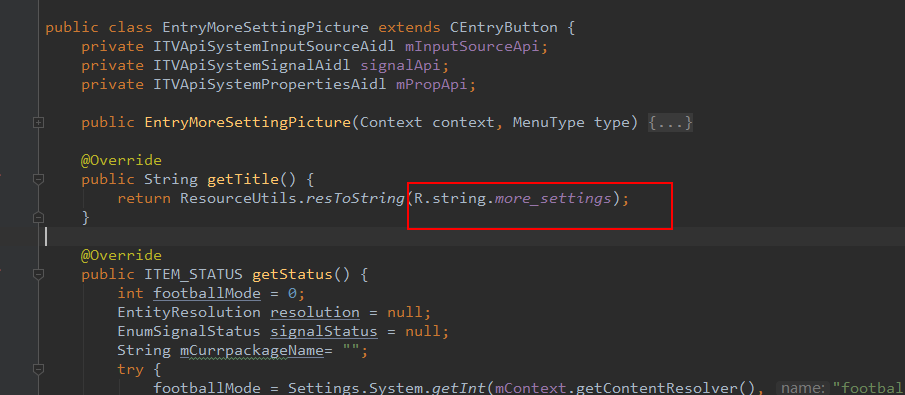 public class EntryMoreSettingPicture extends CEntryButton {
private ITVApiSystemInputSourceAidl mInputSourceApi;
private ITVApiSystemSignalAidl signalApi;
private ITVApiSystemPropertiesAidl mPropApi;
public EntryMoreSettingPicture(Context context, MenuType type) {...}
@Override
public String getTitle() {
return ResourceUtils.resToString(R.string.more_settings);
}
@Override
public ITEM_STATUS getStatus() {
int footballMode = 0;
EntityResolution resolution = null;
EnumSignalStatus signalStatus = null;
String mCurrpackageName= "";
try {
footballMode = Settings.System.getInt(mContext.getContentResolver(), name: "footbal